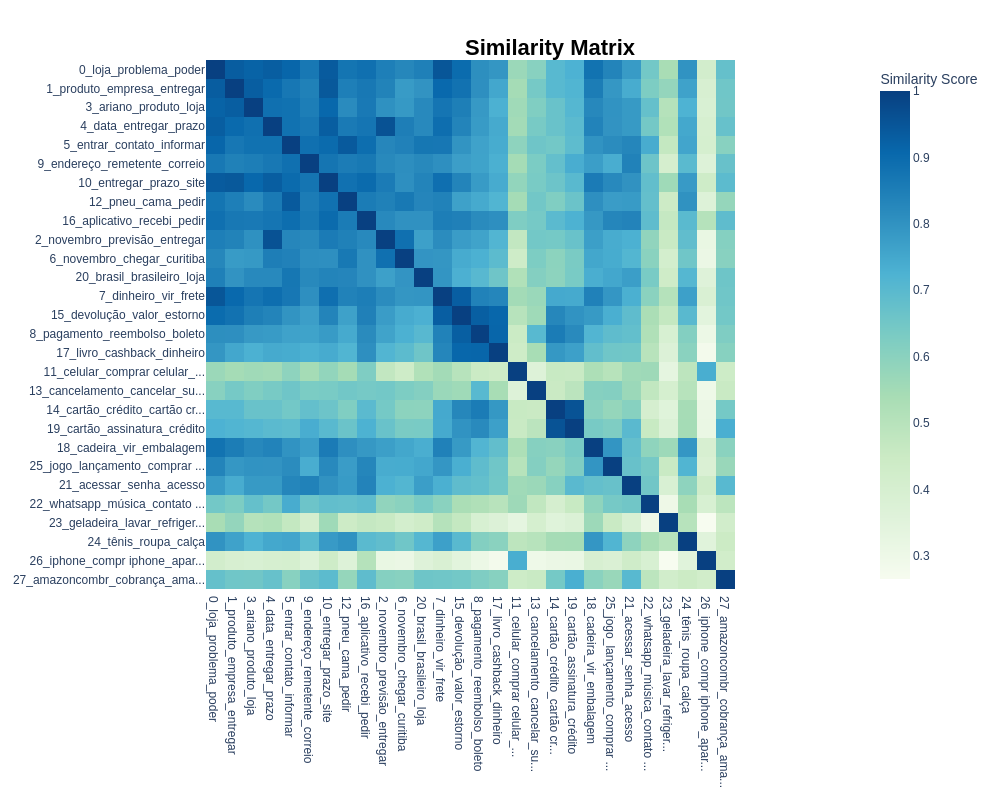 Similarity Matrix
0_loja_problema_poder
1_produto_empresa_entregar
3_ariano_produto_loja
4_data_entregar_prazo
5_entrar_contato_informar
9_endereço_remetente_correio
10_entregar_prazo_site
12_pneu_cama_pedir
16_aplicativo_recebi_pedir
2_novembro_previsão_entregar
6_novembro_chegar_curitiba
20_brasil_brasileiro_loja
7_dinheiro_vir_frete
15_devolução_valor_estorno
8_pagamento_reembolso_boleto
17_livro_cashback_dinheiro
11_celular_comprar celular_...
13_cancelamento_cancelar_su...
14_cartão_crédito_cartão cr...
19_cartão_assinatura_crédito
18_cadeira_vir_embalagem
25_jogo_lançamento_comprar ...
21_acessar_senha_acesso
22_whatsapp_música_contato ...
23_geladeira_lavar_refriger...
24_tênis_roupa_calça
26_iphone_compr iphone_apar...
27_amazoncombr_cobrança_ama...
0_loja_problema_poder
1_produto_empresa_entregar
3_ariano_produto_loja
4_data_entregar_prazo
5_entrar_contato_informar
9_endereço_remetente_correio
10_entregar_prazo_site
12_pneu_cama_pedir
16_aplicativo_recebi_pedir
2_novembro_previsão_entregar
6_novembro_chegar_curitiba
20_brasil_brasileiro_loja
7_dinheiro_vir_frete
15_devolução_valor_estorno
8_pagamento_reembolso_boleto
17_livro_cashback_dinheiro
11_celular_comprar celular_...
13_cancelamento_cancelar_su...
14_cartão_crédito_cartão cr...
19_cartão_assinatura_crédito
18_cadeira_vir_embalagem
25_jogo_lançamento_comprar ...
21_acessar_senha_acesso
22_whatsapp_música_contato ...
23_geladeira_lavar_refriger...
24_tênis_roupa_calça
26_iphone_compr iphone_apar...
27_amazoncombr_cobrança_ama...
Similarity Score
1
0.9
0.8
0.7
0.6
0.5
0.4
0.3